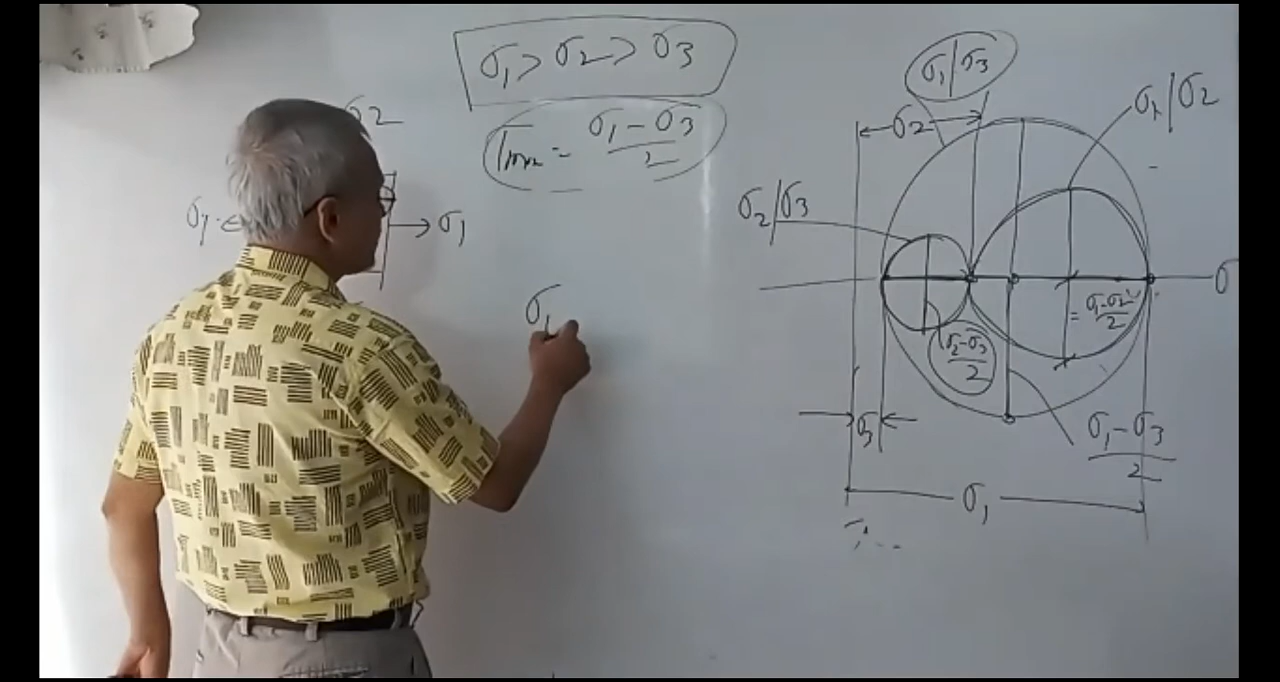 σ1 > σ2 > σ3
τmax = σ1 - σ3 / 2
σ2
σ1
σ1
σ1
σ1/σ3
σ2
σ1/σ2
σ2/σ3
σ
= σ1-σ2 / 2
σ2-σ3 / 2
σ3
σ1 - σ3 / 2
σ1